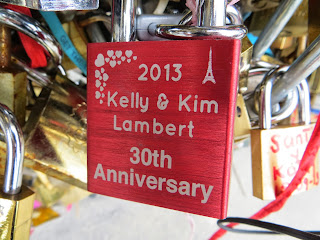 2013
Kelly & Kim
Lambert
30th
Anniversary